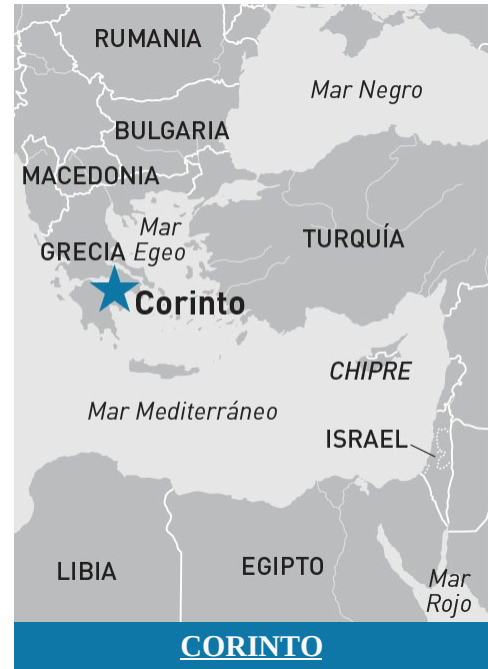 RUMANIA
Mar Negro
BULGARIA
MACEDONIA
Mar
Egeo
GRECIA
TURQUÍA
Corinto
CHIPRE
Mar Mediterráneo
ISRAEL
LIBIA
EGIPTO
Mar
Rojo
CORINTO